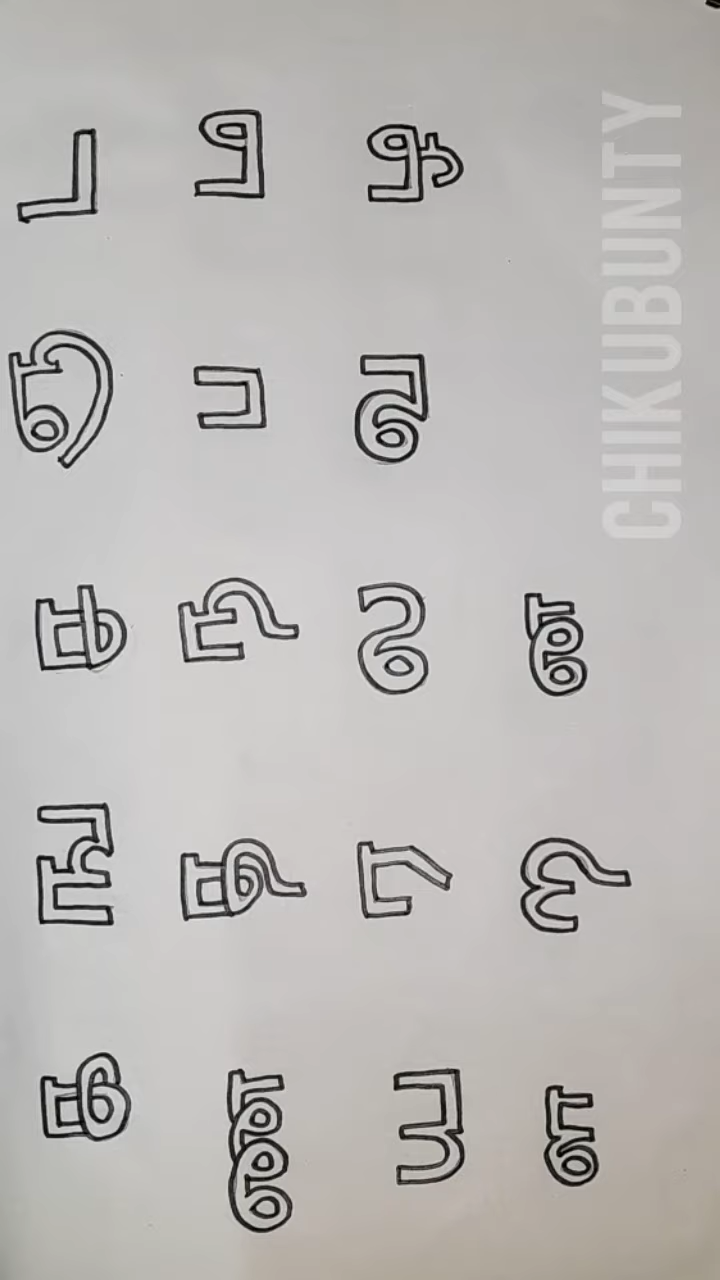 க ங ச ஞ ட
ண த ந ப ம
ய ர ல வ ழ
ள ற ன
CHIKUBUNTY